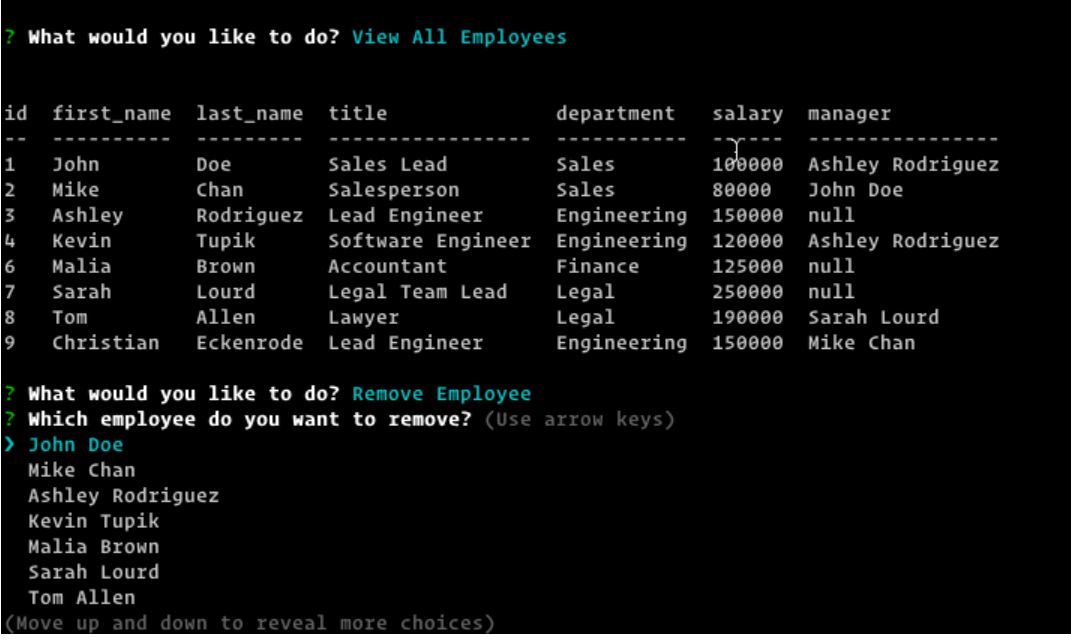 ? What would you like to do? View All Employees
id  first_name  last_name  title              department   salary  manager
--  ----------  ---------  -----------------  -----------  ------  ----------------
1   John        Doe        Sales Lead         Sales        100000  Ashley Rodriguez
2   Mike        Chan       Salesperson        Sales        80000   John Doe
3   Ashley      Rodriguez  Lead Engineer      Engineering  150000  null
4   Kevin       Tupik      Software Engineer  Engineering  120000  Ashley Rodriguez
6   Malia       Brown      Accountant         Finance      125000  null
7   Sarah       Lourd      Legal Team Lead    Legal        250000  null
8   Tom         Allen      Lawyer             Legal        190000  Sarah Lourd
9   Christian   Eckenrode  Lead Engineer      Engineering  150000  Mike Chan
? What would you like to do? Remove Employee
? Which employee do you want to remove? (Use arrow keys)
❯ John Doe
  Mike Chan
  Ashley Rodriguez
  Kevin Tupik
  Malia Brown
  Sarah Lourd
  Tom Allen
(Move up and down to reveal more choices)